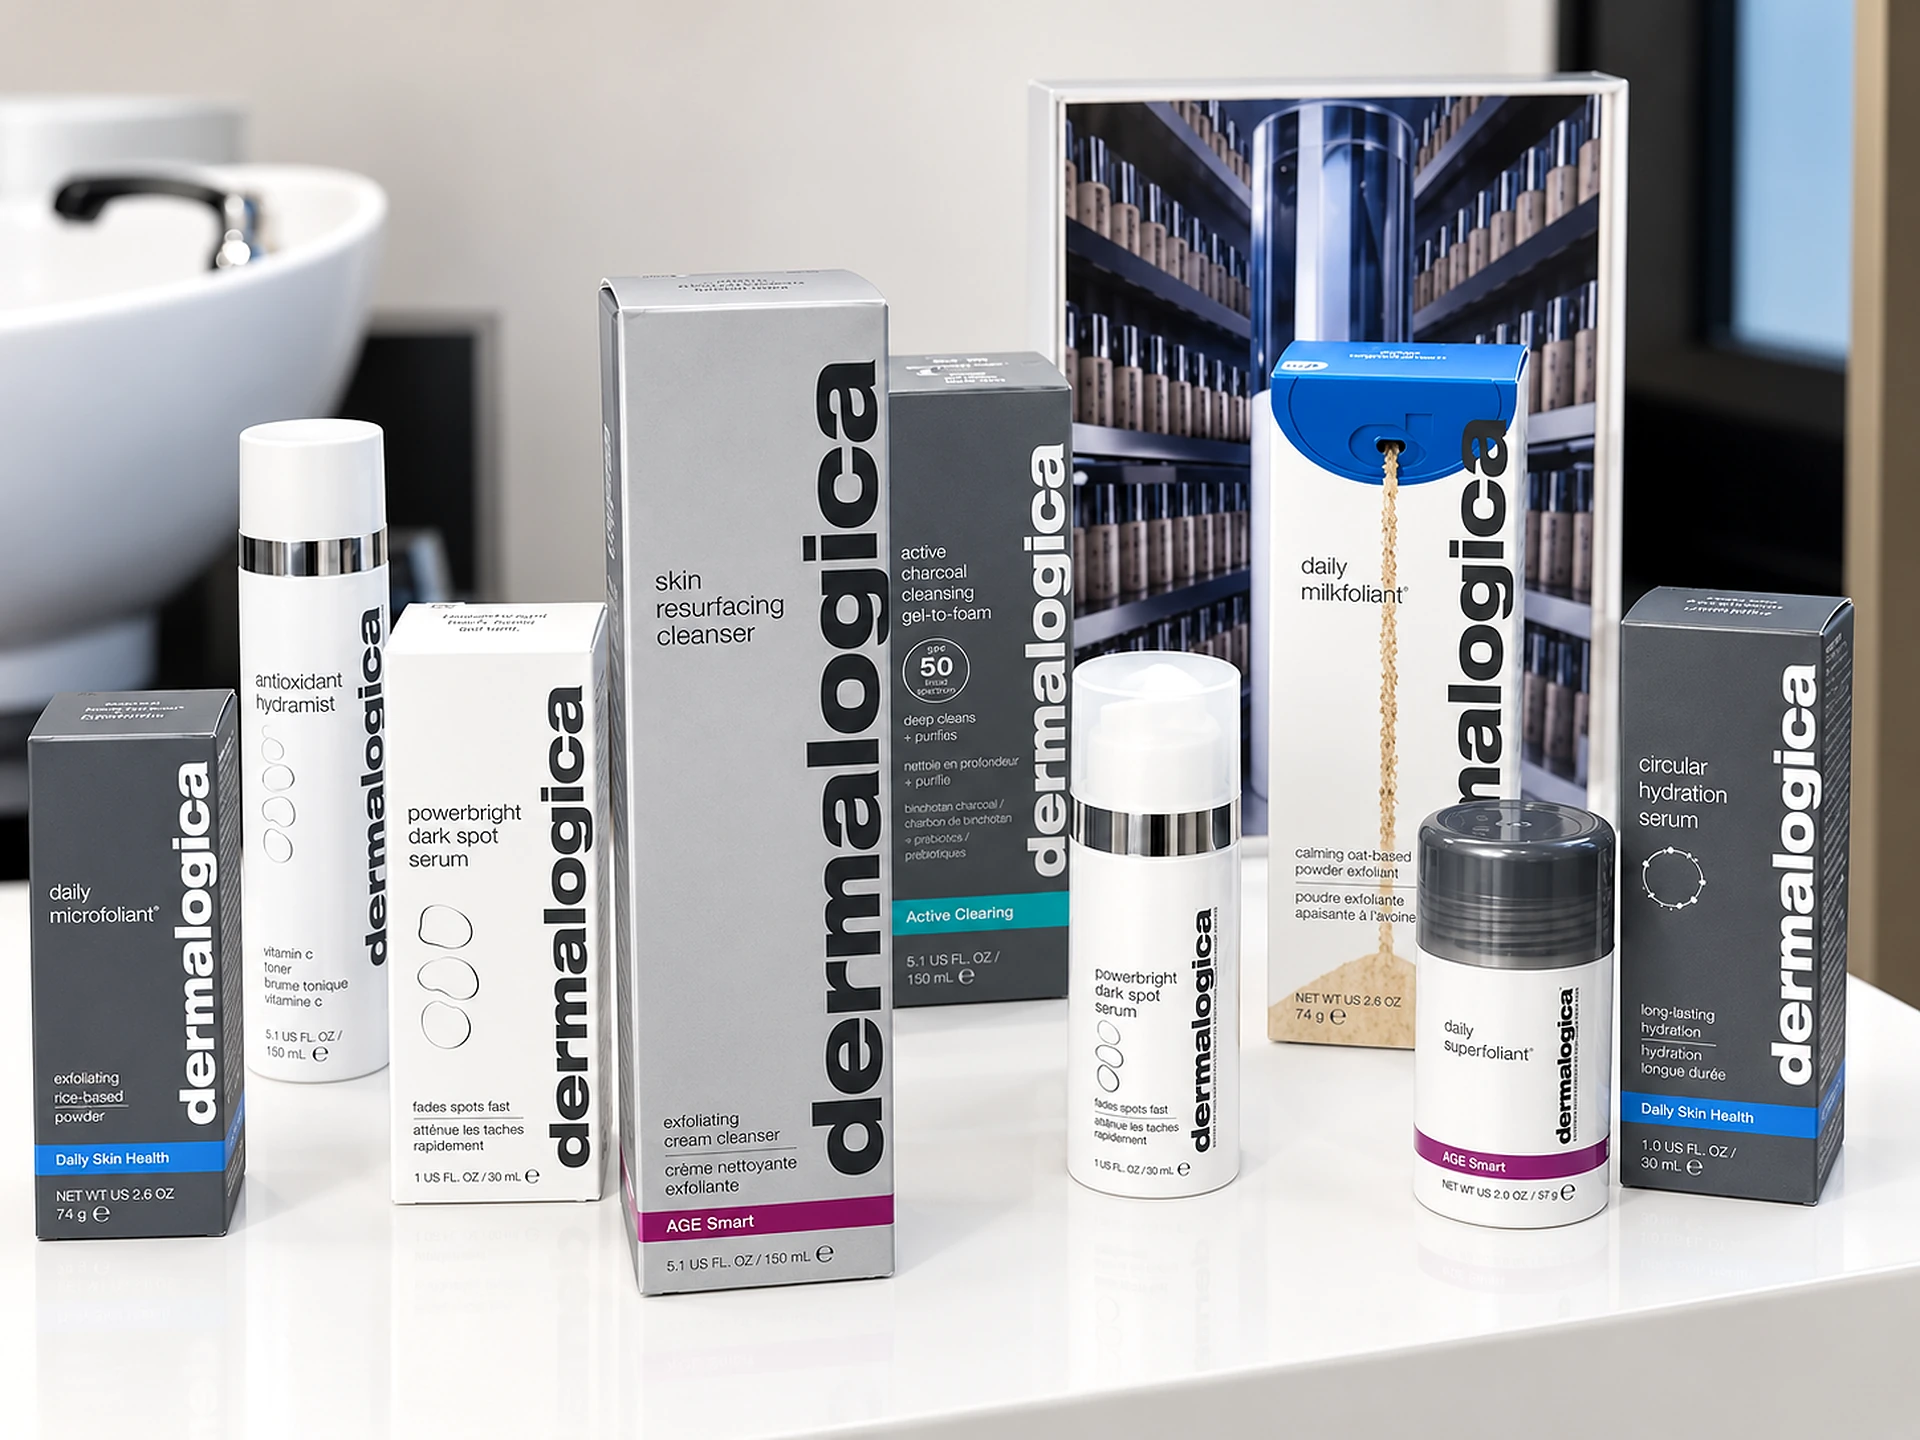 daily
microfoliant®
dermalogica
exfoliating
rice-based
powder
Daily Skin Health
NET WT US 2.6 OZ
74 g ℮
antioxidant
hydramist
dermalogica
vitamin c
toner
brume tonique
vitamine c
5.1 US FL. OZ /
150 mL ℮
powerbright
dark spot
serum
dermalogica
fades spots fast
atténue les taches
rapidement
1 US FL. OZ / 30 mL ℮
skin
resurfacing
cleanser
dermalogica
exfoliating
cream cleanser
crème nettoyante
exfoliante
AGE Smart
5.1 US FL. OZ / 150 mL ℮
active
charcoal
cleansing
gel-to-foam
50
dermalogica
deep cleans
+ purifies
nettoie en profondeur
+ purifie
binchotan charcoal /
charbon de binchotan
+ prebiotics /
prebiotiques
Active Clearing
5.1 US FL. OZ /
150 mL ℮
powerbright
dark spot
serum
dermalogica
fades spots fast
atténue les taches
rapidement
1 US FL. OZ / 30 mL ℮
daily
milkfoliant®
malogica
calming oat-based
powder exfoliant
poudre exfoliante
apaisante à l'avoine
NET WT US 2.6 OZ
74 g ℮
daily
superfoliant®
dermalogica
AGE Smart
NET WT US 2.0 OZ / 57 g ℮
circular
hydration
serum
dermalogica
long-lasting
hydration
hydration
longue durée
Daily Skin Health
1.0 US FL. OZ /
30 mL ℮